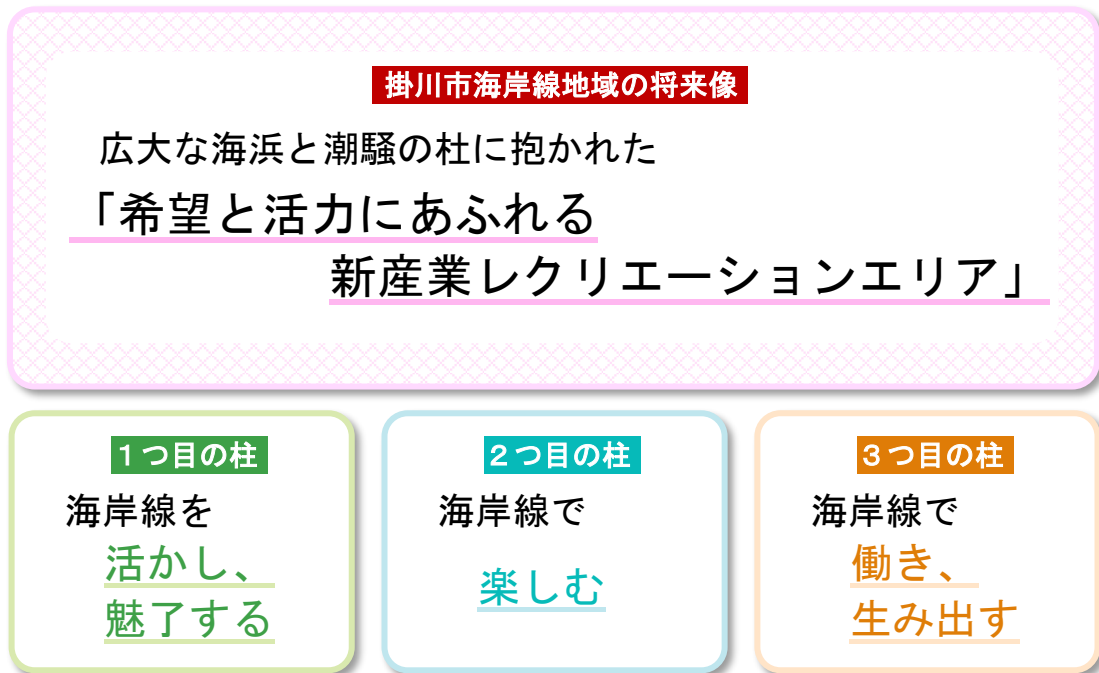 掛川市海岸線地域の将来像
広大な海浜と潮騒の杜に抱かれた
「希望と活力にあふれる
新産業レクリエーションエリア」
１つ目の柱
海岸線を
活かし、
魅了する
２つ目の柱
海岸線で
楽しむ
３つ目の柱
海岸線で
働き、
生み出す